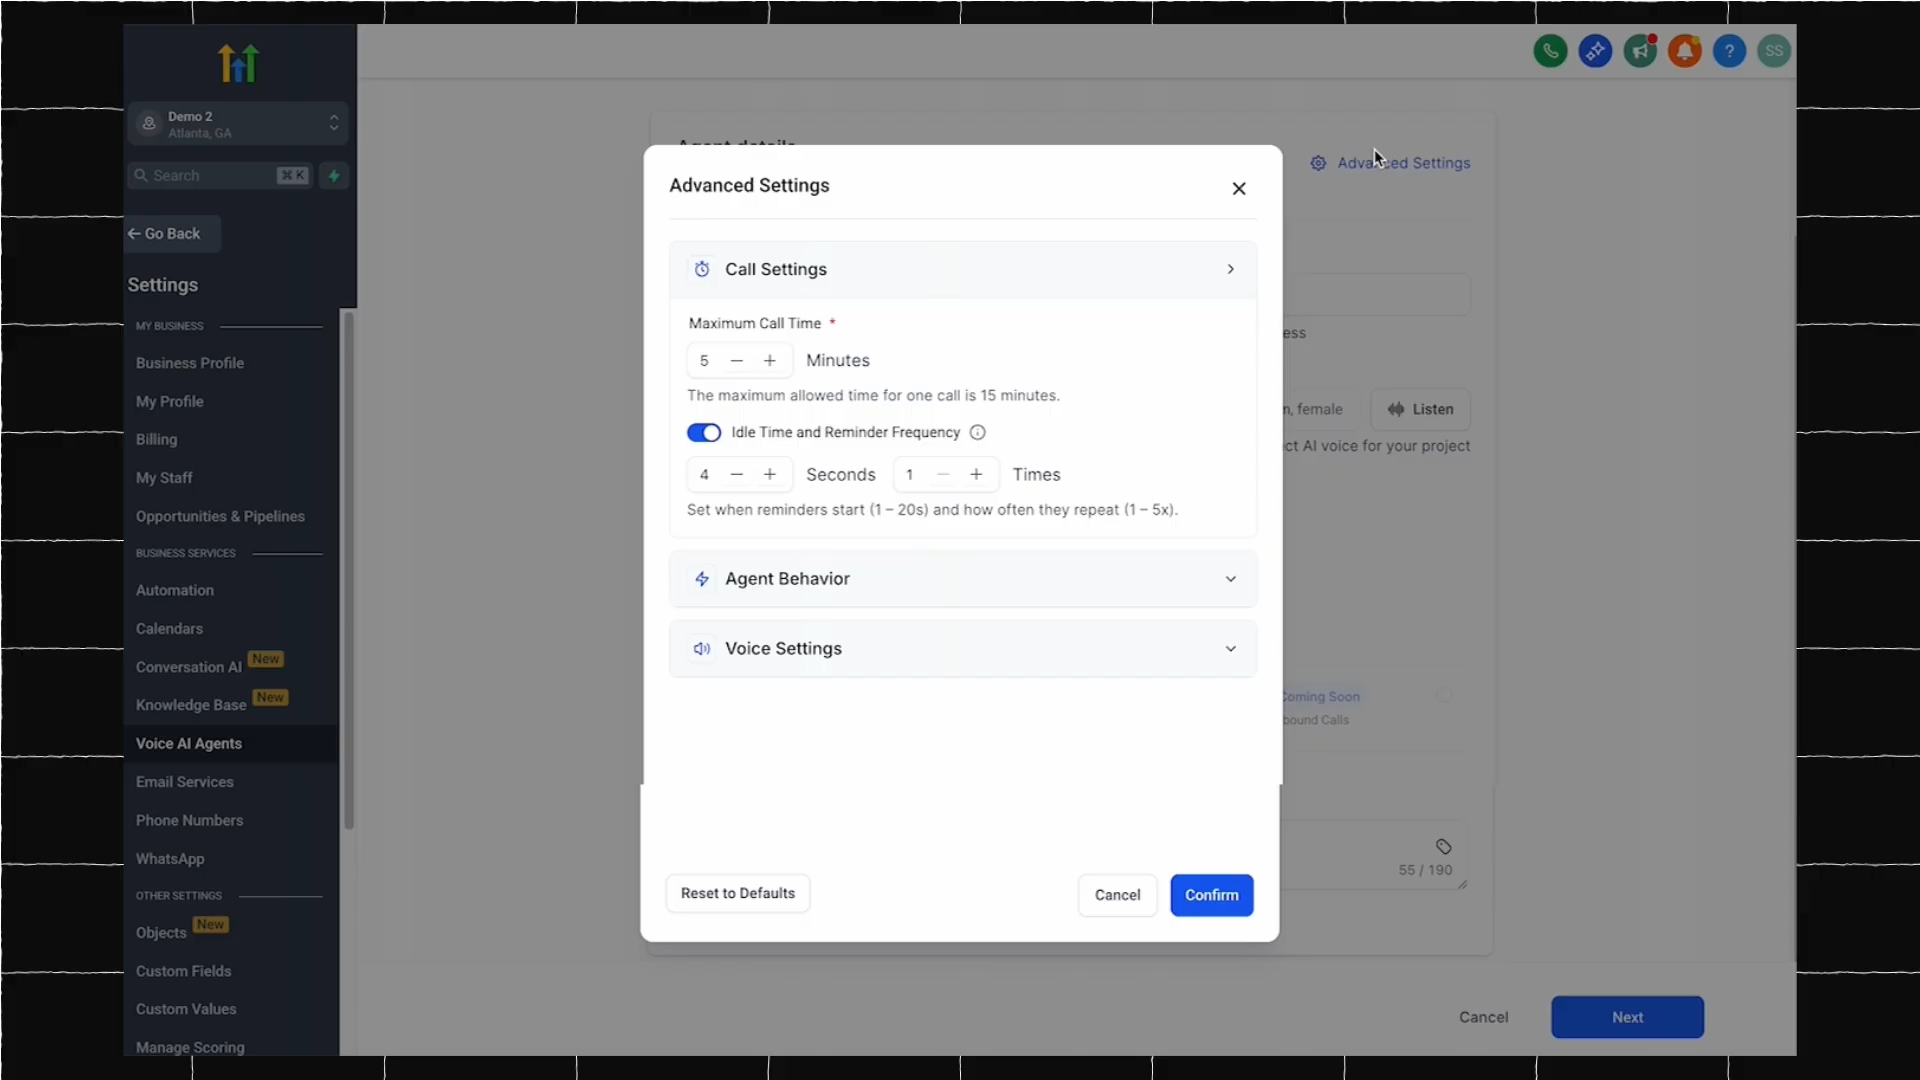 Demo 2
Atlanta, GA
Search
⌘ K
Go Back
Settings
MY BUSINESS
Business Profile
My Profile
Billing
My Staff
Opportunities & Pipelines
BUSINESS SERVICES
Automation
Calendars
Conversation AI New
Knowledge Base New
Voice AI Agents
Email Services
Phone Numbers
WhatsApp
OTHER SETTINGS
Objects New
Custom Fields
Custom Values
Manage Scoring
?
SS
Agent details
Advanced Settings
Advanced Settings
Call Settings
Maximum Call Time *
5 − + Minutes
The maximum allowed time for one call is 15 minutes.
Idle Time and Reminder Frequency
4 − + Seconds 1 − + Times
Set when reminders start (1 – 20s) and how often they repeat (1 – 5x).
Agent Behavior
Voice Settings
Reset to Defaults
Cancel
Confirm
ess
n, female
Listen
ct AI voice for your project
Coming Soon
bound Calls
55 / 190
Cancel
Next